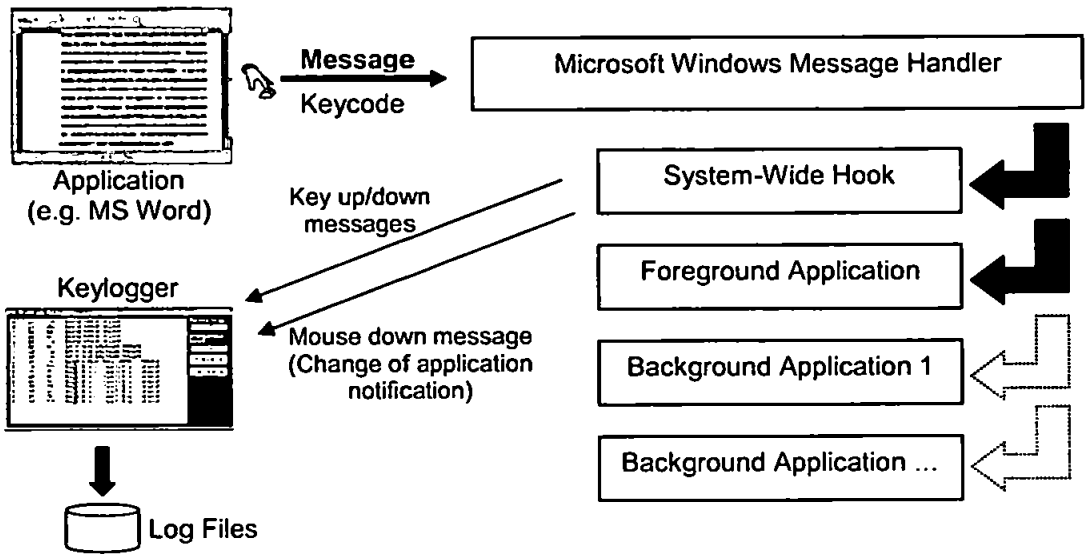 Message
Keycode
Microsoft Windows Message Handler
Application
(e.g. MS Word)
System-Wide Hook
Key up/down
messages
Foreground Application
Keylogger
Mouse down message
(Change of application
notification)
Background Application 1
Background Application ...
Log Files